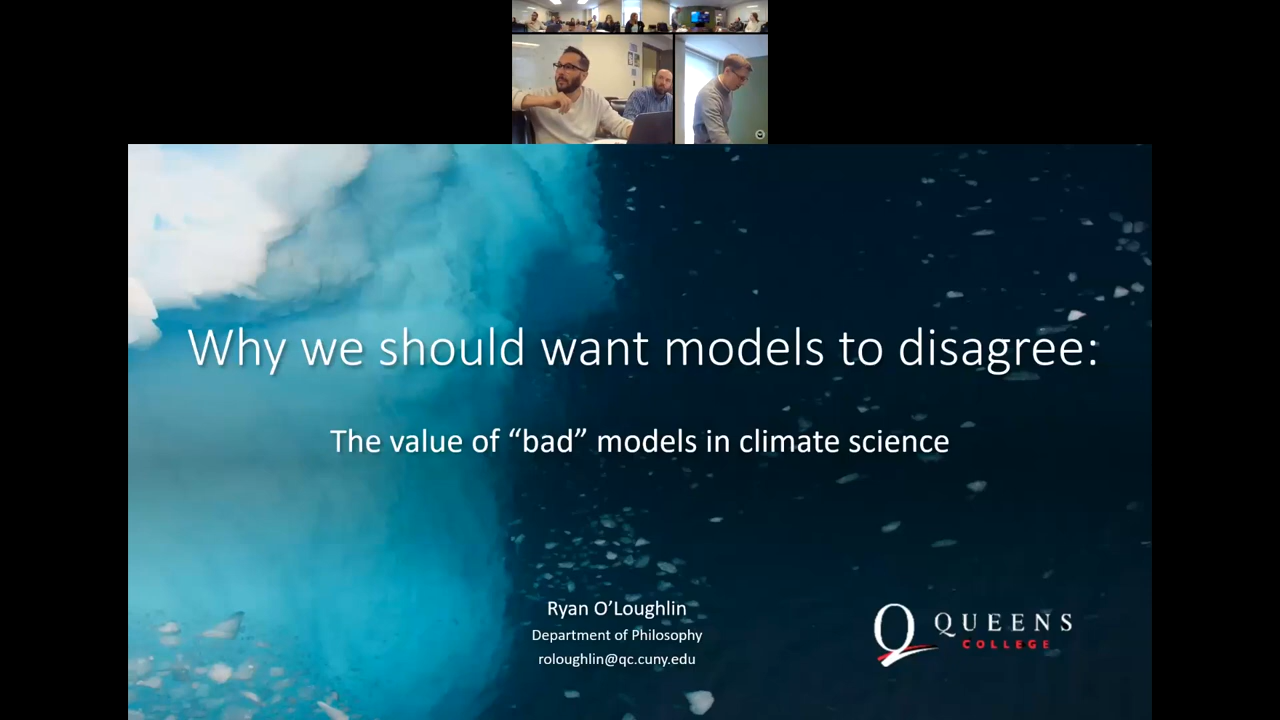 Why we should want models to disagree:
The value of “bad” models in climate science
Ryan O’Loughlin
Department of Philosophy
roloughlin@qc.cuny.edu
QUEENS
COLLEGE